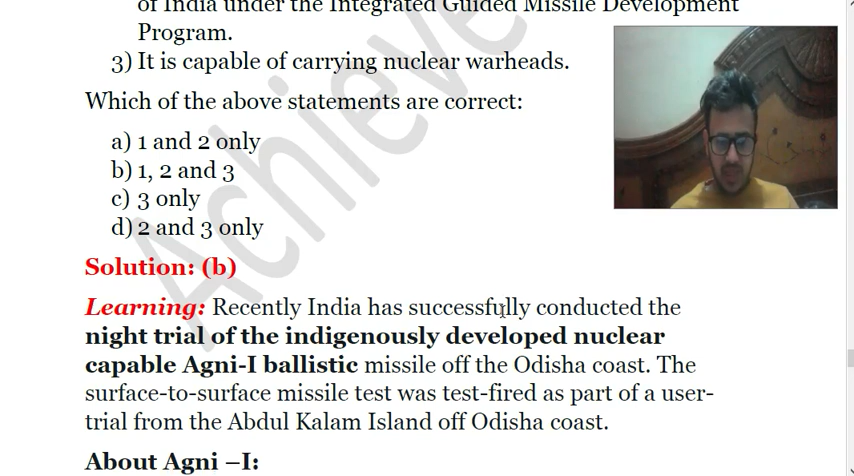 of India under the Integrated Guided Missile Development
Program.
3) It is capable of carrying nuclear warheads.
Which of the above statements are correct:
a) 1 and 2 only
b) 1, 2 and 3
c) 3 only
d) 2 and 3 only
Solution: (b)
Learning: Recently India has successfully conducted the
night trial of the indigenously developed nuclear
capable Agni-I ballistic missile off the Odisha coast. The
surface-to-surface missile test was test-fired as part of a user-
trial from the Abdul Kalam Island off Odisha coast.
About Agni –I:
Achieve